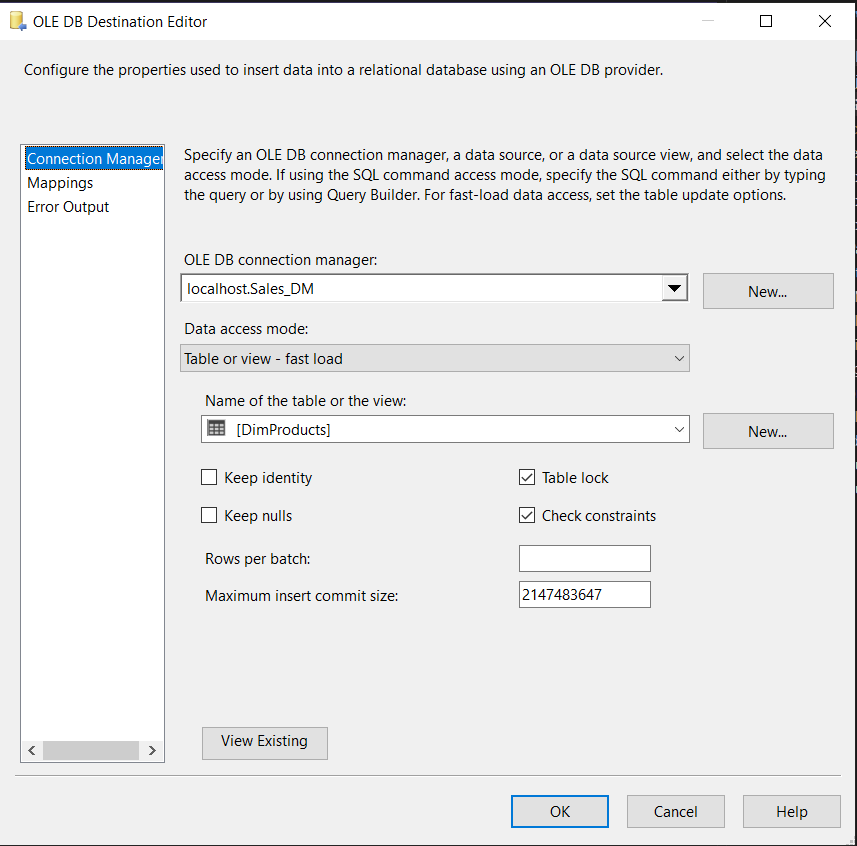 OLE DB Destination Editor
Configure the properties used to insert data into a relational database using an OLE DB provider.
Connection Manager
Mappings
Error Output
Specify an OLE DB connection manager, a data source, or a data source view, and select the data
access mode. If using the SQL command access mode, specify the SQL command either by typing
the query or by using Query Builder. For fast-load data access, set the table update options.
OLE DB connection manager:
localhost.Sales_DM
New...
Data access mode:
Table or view - fast load
Name of the table or the view:
[DimProducts]
New...
Keep identity
Table lock
Keep nulls
Check constraints
Rows per batch:
Maximum insert commit size:
2147483647
View Existing
OK
Cancel
Help